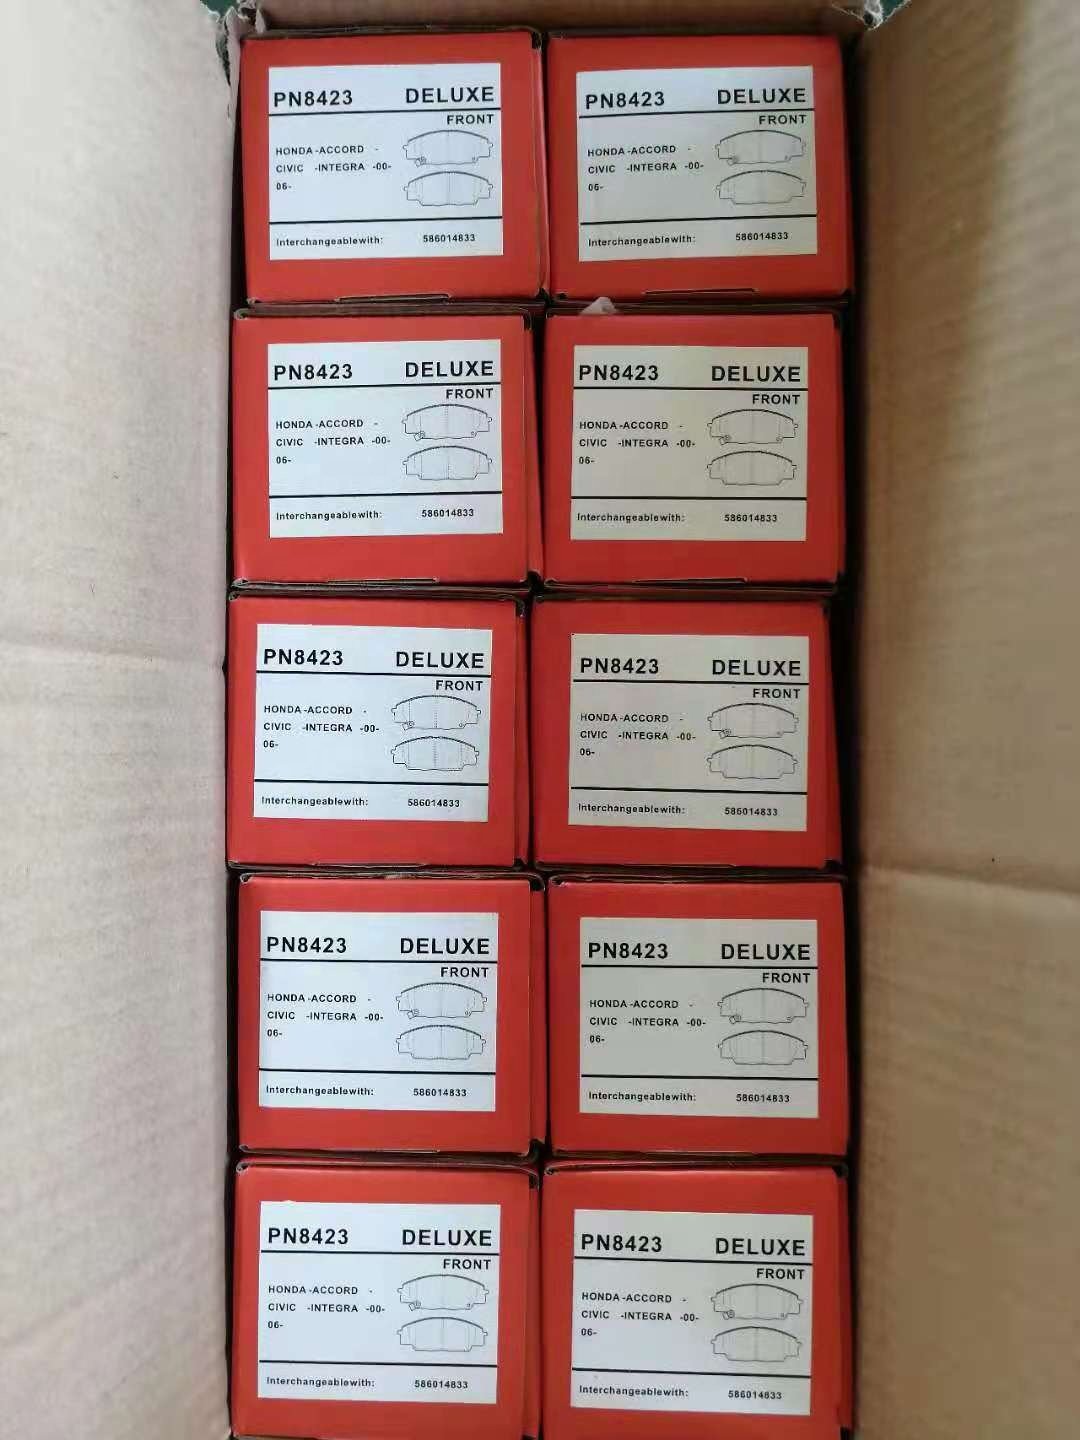 PN8423 DELUXE
FRONT
HONDA-ACCORD -
CIVIC -INTEGRA -00-
06-
Interchangeablewith: 586014833
PN8423 DELUXE
FRONT
HONDA-ACCORD -
CIVIC -INTEGRA -00-
06-
Interchangeablewith: 586014833
PN8423 DELUXE
FRONT
HONDA-ACCORD -
CIVIC -INTEGRA -00-
06-
Interchangeablewith: 586014833
PN8423 DELUXE
FRONT
HONDA-ACCORD -
CIVIC -INTEGRA -00-
06-
Interchangeablewith: 586014833
PN8423 DELUXE
FRONT
HONDA-ACCORD -
CIVIC -INTEGRA -00-
06-
Interchangeablewith: 586014833
PN8423 DELUXE
FRONT
HONDA-ACCORD -
CIVIC -INTEGRA -00-
06-
Interchangeablewith: 586014833
PN8423 DELUXE
FRONT
HONDA-ACCORD -
CIVIC -INTEGRA -00-
06-
Interchangeablewith: 586014833
PN8423 DELUXE
FRONT
HONDA-ACCORD -
CIVIC -INTEGRA -00-
06-
Interchangeablewith: 586014833
PN8423 DELUXE
FRONT
HONDA-ACCORD -
CIVIC -INTEGRA -00-
06-
Interchangeablewith: 586014833
PN8423 DELUXE
FRONT
HONDA-ACCORD -
CIVIC -INTEGRA -00-
06-
Interchangeablewith: 586014833